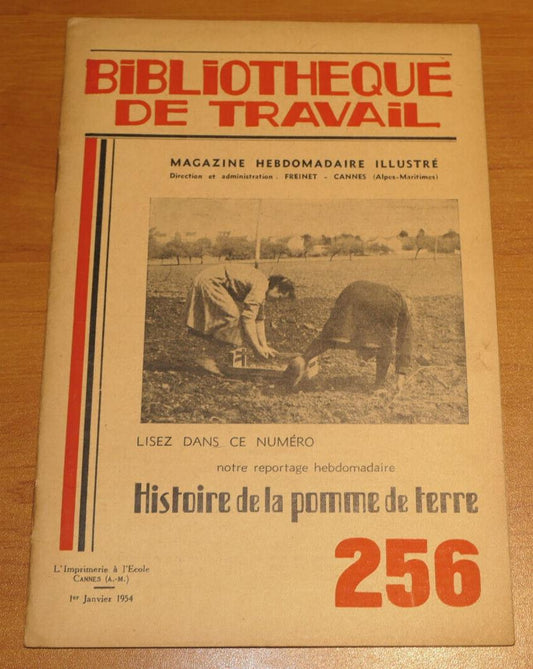 BiBLiOTHEQUE
DE TRAVAiL
MAGAZINE HEBDOMADAIRE ILLUSTRÉ
Direction et administration : FREINET - CANNES (Alpes-Maritimes)
LISEZ DANS CE NUMÉRO
notre reportage hebdomadaire
Histoire de la pomme de terre
256
L'Imprimerie à l'Ecole
CANNES (A.-M.)
1er Janvier 1954